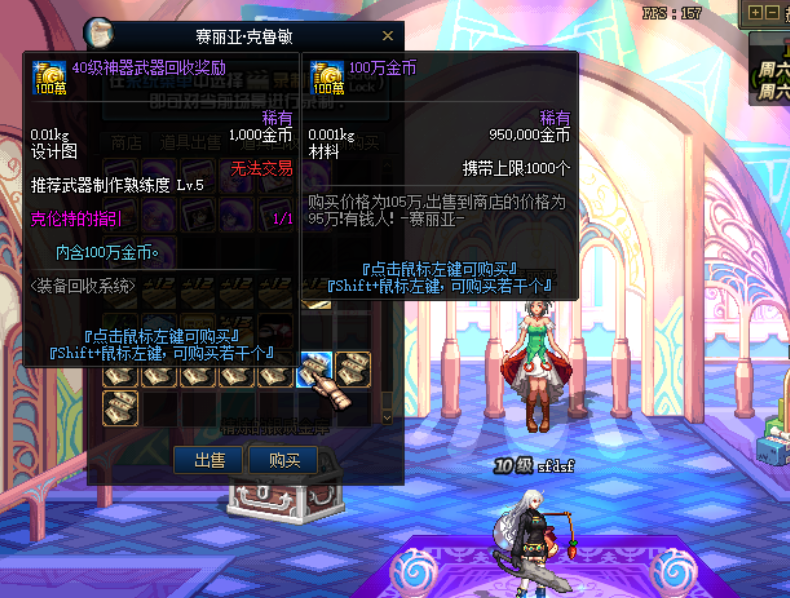 FPS : 157
赛丽亚·克鲁敏
周六
周六
40级神器武器回收奖励
100萬
稀有
0.01kg
1,000金币
设计图
无法交易
推荐武器制作熟练度 Lv.5
克伦特的指引
1/1
内含100万金币。
<装备回收系统>
『点击鼠标左键可购买』
『Shift+鼠标左键, 可购买若干个』
100万金币
100萬
稀有
0.001kg
950,000金币
材料
携带上限:1000个
购买价格为105万,出售到商店的价格为
95万!有钱人! -赛丽亚-
『点击鼠标左键可购买』
『Shift+鼠标左键, 可购买若干个』
出售
购买
10 级 sfdsf